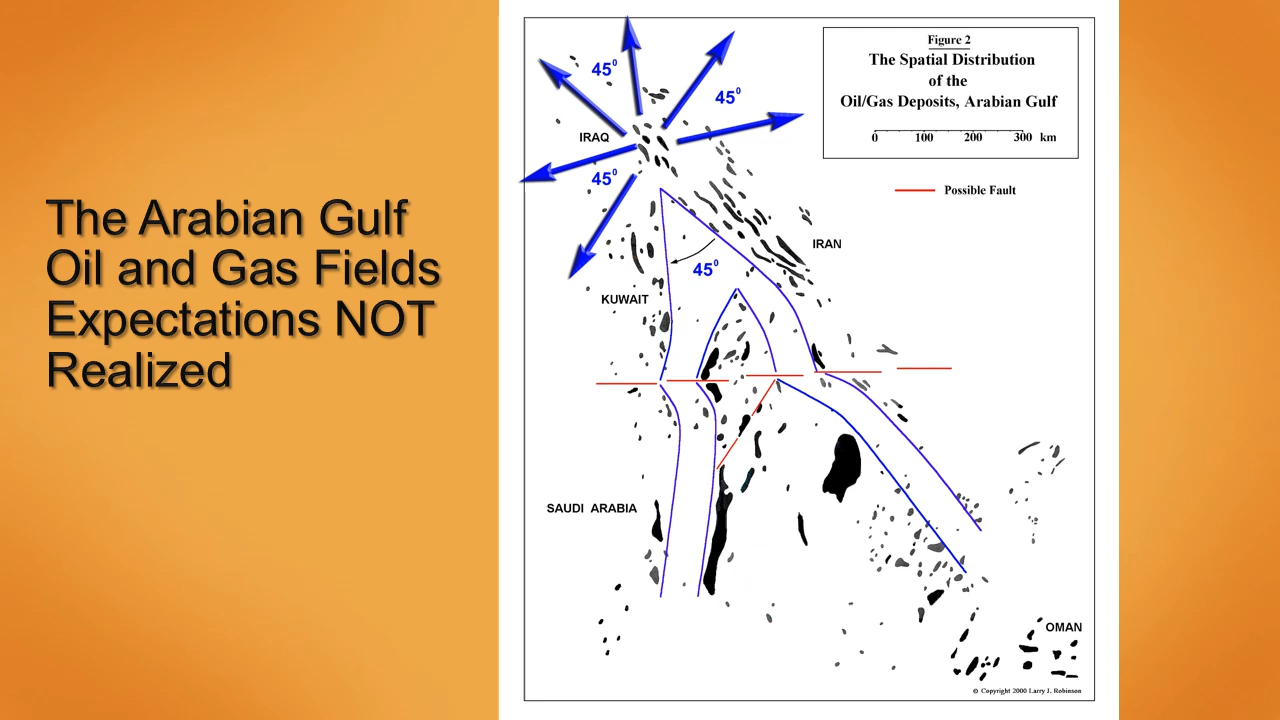 The Arabian Gulf
Oil and Gas Fields
Expectations NOT
Realized
Figure 2
The Spatial Distribution
of the
Oil/Gas Deposits, Arabian Gulf
0 100 200 300 km
Possible Fault
45⁰
45⁰
IRAQ
45⁰
IRAN
45⁰
KUWAIT
SAUDI ARABIA
OMAN
© Copyright 2000 Larry J. Robinson